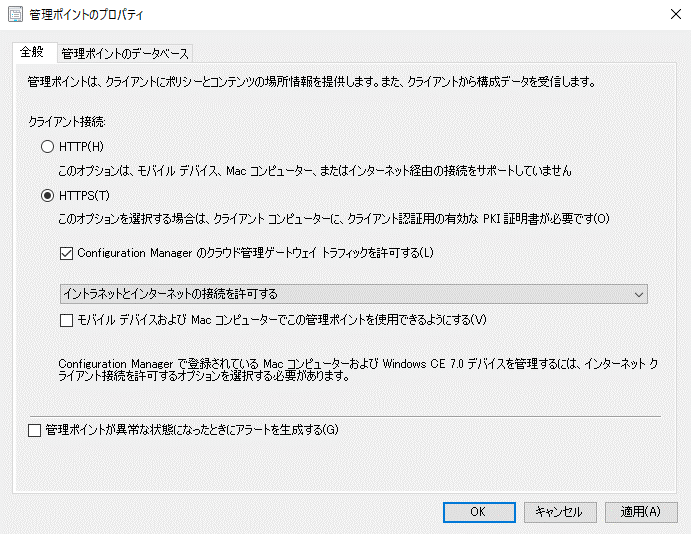 管理ポイントのプロパティ
全般
管理ポイントのデータベース
管理ポイントは、クライアントにポリシーとコンテンツの場所情報を提供します。また、クライアントから構成データを受信します。
クライアント接続:
HTTP(H)
このオプションは、モバイル デバイス、Mac コンピューター、またはインターネット経由の接続をサポートしていません
HTTPS(T)
このオプションを選択する場合は、クライアント コンピューターに、クライアント認証用の有効な PKI 証明書が必要です(O)
Configuration Manager のクラウド管理ゲートウェイ トラフィックを許可する(L)
イントラネットとインターネットの接続を許可する
モバイル デバイスおよび Mac コンピューターでこの管理ポイントを使用できるようにする(V)
Configuration Manager で登録されている Mac コンピューターおよび Windows CE 7.0 デバイスを管理するには、インターネット ク
ライアント接続を許可するオプションを選択する必要があります。
管理ポイントが異常な状態になったときにアラートを生成する(G)
OK
キャンセル
適用(A)